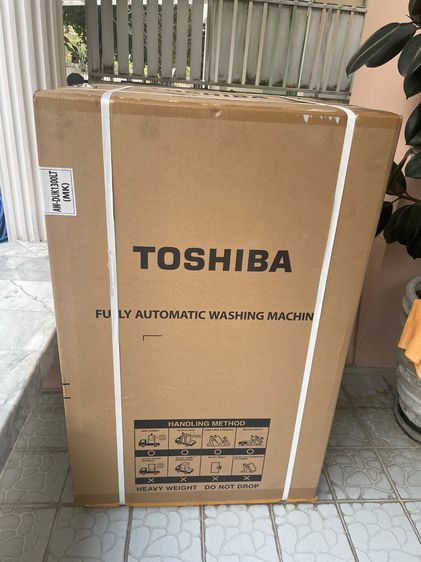 AW-DUK1300LT
(MK)
TOSHIBA
FULLY AUTOMATIC WASHING MACHIN
HANDLING METHOD
HEAVY WEIGHT DO NOT DROP